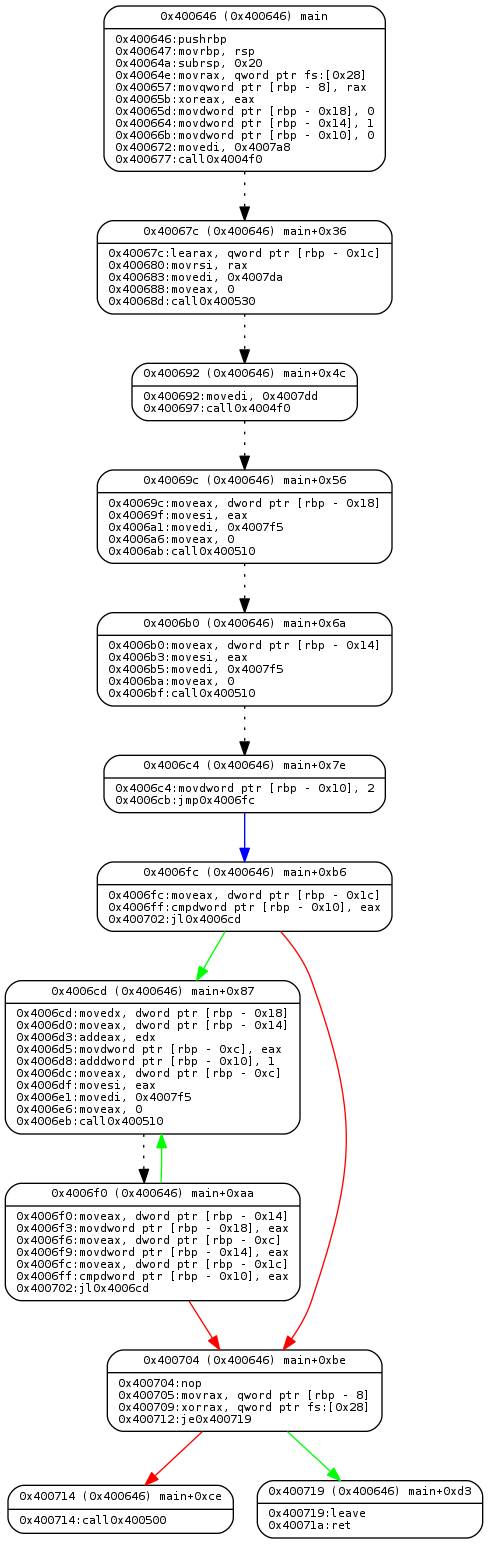 0x400646 (0x400646) main
0x400646:pushrbp
0x400647:movrbp, rsp
0x40064a:subrsp, 0x20
0x40064e:movrax, qword ptr fs:[0x28]
0x400657:movqword ptr [rbp - 8], rax
0x40065b:xoreax, eax
0x40065d:movdword ptr [rbp - 0x18], 0
0x400664:movdword ptr [rbp - 0x14], 1
0x40066b:movdword ptr [rbp - 0x10], 0
0x400672:movedi, 0x4007a8
0x400677:call0x4004f0
0x40067c (0x400646) main+0x36
0x40067c:learax, qword ptr [rbp - 0x1c]
0x400680:movrsi, rax
0x400683:movedi, 0x4007da
0x400688:moveax, 0
0x40068d:call0x400530
0x400692 (0x400646) main+0x4c
0x400692:movedi, 0x4007dd
0x400697:call0x4004f0
0x40069c (0x400646) main+0x56
0x40069c:moveax, dword ptr [rbp - 0x18]
0x40069f:movesi, eax
0x4006a1:movedi, 0x4007f5
0x4006a6:moveax, 0
0x4006ab:call0x400510
0x4006b0 (0x400646) main+0x6a
0x4006b0:moveax, dword ptr [rbp - 0x14]
0x4006b3:movesi, eax
0x4006b5:movedi, 0x4007f5
0x4006ba:moveax, 0
0x4006bf:call0x400510
0x4006c4 (0x400646) main+0x7e
0x4006c4:movdword ptr [rbp - 0x10], 2
0x4006cb:jmp0x4006fc
0x4006fc (0x400646) main+0xb6
0x4006fc:moveax, dword ptr [rbp - 0x1c]
0x4006ff:cmpdword ptr [rbp - 0x10], eax
0x400702:jl0x4006cd
0x4006cd (0x400646) main+0x87
0x4006cd:movedx, dword ptr [rbp - 0x18]
0x4006d0:moveax, dword ptr [rbp - 0x14]
0x4006d3:addeax, edx
0x4006d5:movdword ptr [rbp - 0xc], eax
0x4006d8:adddword ptr [rbp - 0x10], 1
0x4006dc:moveax, dword ptr [rbp - 0xc]
0x4006df:movesi, eax
0x4006e1:movedi, 0x4007f5
0x4006e6:moveax, 0
0x4006eb:call0x400510
0x4006f0 (0x400646) main+0xaa
0x4006f0:moveax, dword ptr [rbp - 0x14]
0x4006f3:movdword ptr [rbp - 0x18], eax
0x4006f6:moveax, dword ptr [rbp - 0xc]
0x4006f9:movdword ptr [rbp - 0x14], eax
0x4006fc:moveax, dword ptr [rbp - 0x1c]
0x4006ff:cmpdword ptr [rbp - 0x10], eax
0x400702:jl0x4006cd
0x400704 (0x400646) main+0xbe
0x400704:nop
0x400705:movrax, qword ptr [rbp - 8]
0x400709:xorrax, qword ptr fs:[0x28]
0x400712:je0x400719
0x400714 (0x400646) main+0xce
0x400714:call0x400500
0x400719 (0x400646) main+0xd3
0x400719:leave
0x40071a:ret